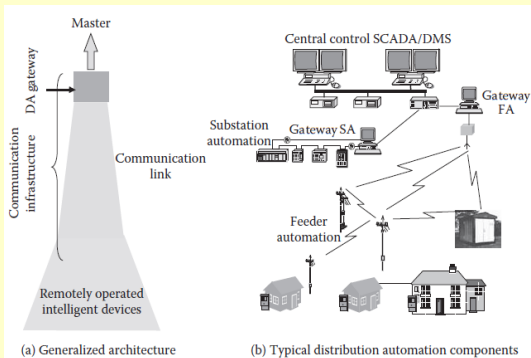 Master
DA gateway
Communication
infrastructure
Communication
link
Remotely operated
intelligent devices
(a) Generalized architecture
Central control SCADA/DMS
Gateway
FA
Substation
automation
Gateway SA
Feeder
automation
(b) Typical distribution automation components